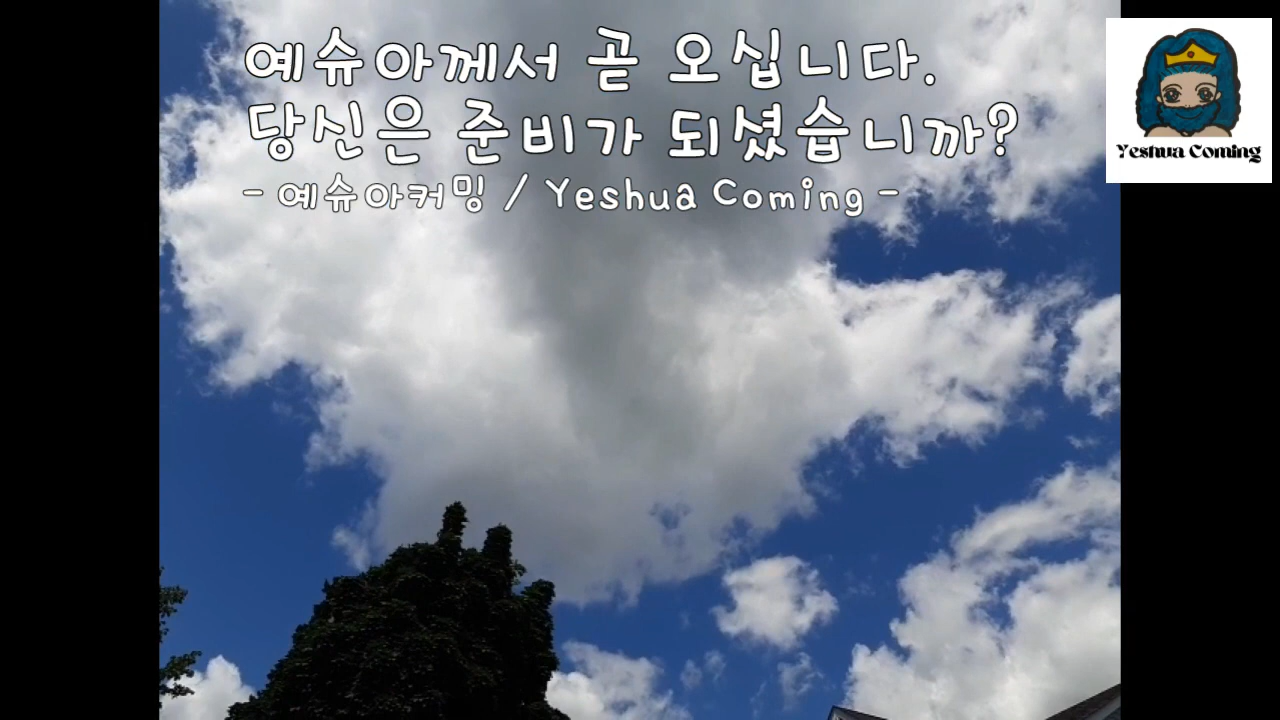 예슈아께서 곧 오십니다.
당신은 준비가 되셨습니까?
- 예슈아커밍 / Yeshua Coming -
Yeshua Coming